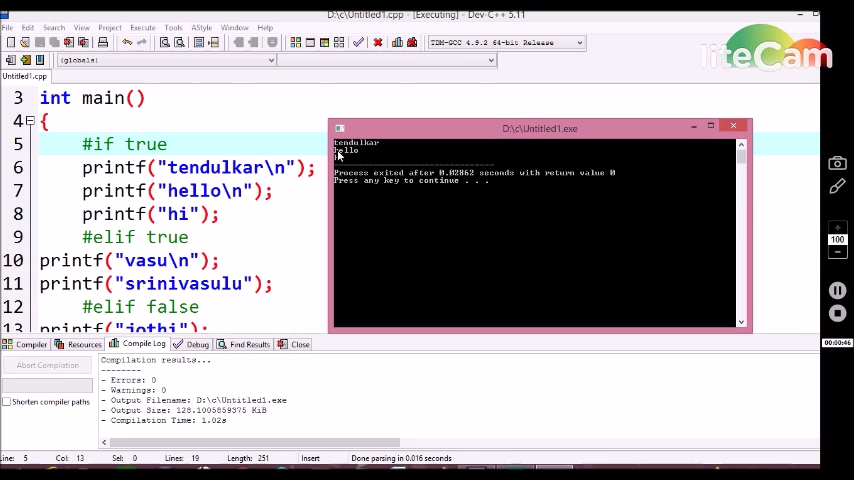 D:\c\Untitled1.cpp - [Executing] - Dev-C++ 5.11
File Edit Search View Project Execute Tools AStyle Window Help
TDM-GCC 4.9.2 64-bit Release
(globals)
liteCam
Untitled1.cpp
3 int main()
4 {
5 #if true
6 printf("tendulkar\n");
7 printf("hello\n");
8 printf("hi");
9 #elif true
10 printf("vasu\n");
11 printf("srinivasulu");
12 #elif false
13 printf("jothi");
D:\c\Untitled1.exe
tendulkar
hello
--------------------------------
Process exited after 0.02862 seconds with return value 0
Press any key to continue . . .
100
00:00:46
Compiler Resources Compile Log Debug Find Results Close
Abort Compilation
Shorten compiler paths
Compilation results...
--------
- Errors: 0
- Warnings: 0
- Output Filename: D:\c\Untitled1.exe
- Output Size: 128.1005859375 KiB
- Compilation Time: 1.02s
Line: 5 Col: 13 Sel: 0 Lines: 19 Length: 251 Insert Done parsing in 0.016 seconds